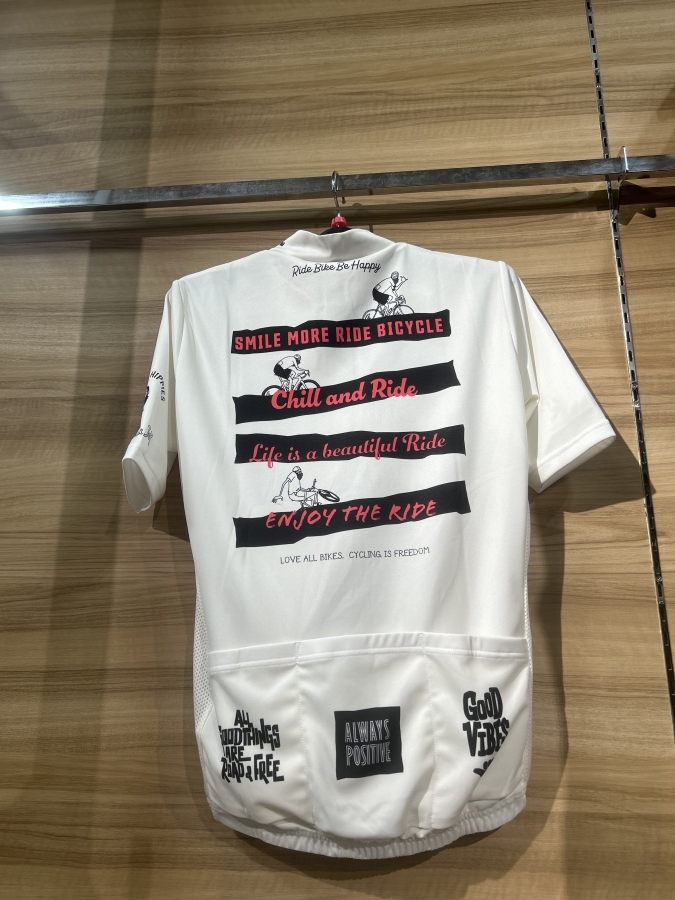 Ride Bike Be Happy
SMILE MORE RIDE BICYCLE
Chill and Ride
Life is a beautiful Ride
ENJOY THE RIDE
LOVE ALL BIKES. CYCLING IS FREEDOM
HIPPIES
ALL
GOOD THINGS
ARE
& FREE
ALWAYS
POSITIVE
GOOD
VIBES